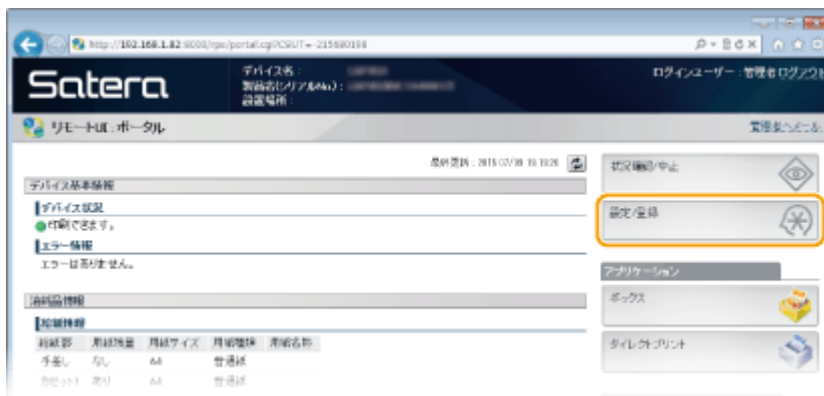 http://192.168.1.82:8000/rps/portal.cgi?CSUT=-215680188
Satera
デバイス名:
製品名(シリアルNo.):
設置場所:
ログインユーザー: 管理者 ログアウト
リモートUI: ポータル
管理者へメール
最終更新:
状況確認/中止
デバイス基本情報
設定/登録
デバイス状況
印刷できます。
エラー情報
エラーはありません。
アプリケーション
消耗品情報
ボックス
給紙情報
給紙部 用紙残量 用紙サイズ 用紙種類 用紙名称
ダイレクトプリント
手差し なし A4 普通紙
カセット1 あり A4 普通紙